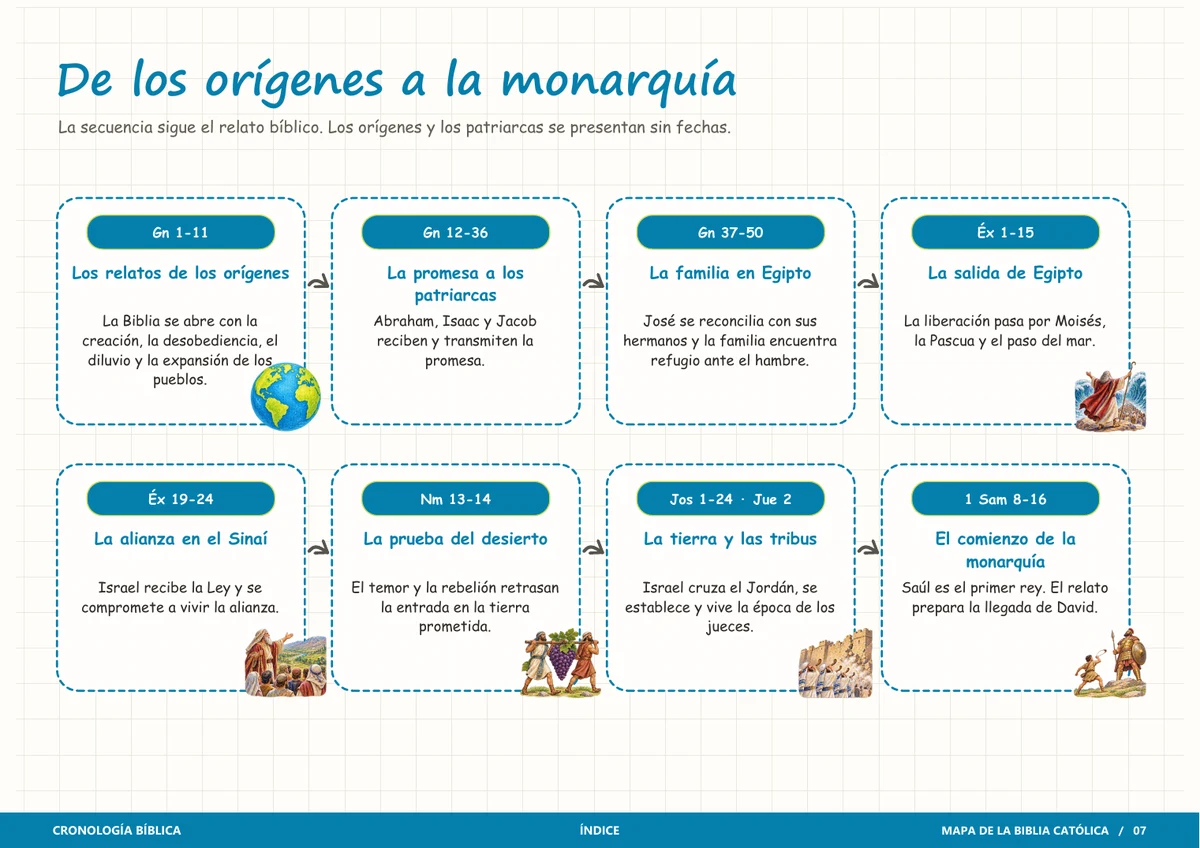 De los orígenes a la monarquía
La secuencia sigue el relato bíblico. Los orígenes y los patriarcas se presentan sin fechas.
Gn 1-11
Los relatos de los orígenes
La Biblia se abre con la
creación, la desobediencia, el
diluvio y la expansión de los
pueblos.
Gn 12-36
La promesa a los
patriarcas
Abraham, Isaac y Jacob
reciben y transmiten la
promesa.
Gn 37-50
La familia en Egipto
José se reconcilia con sus
hermanos y la familia encuentra
refugio ante el hambre.
Éx 1-15
La salida de Egipto
La liberación pasa por Moisés,
la Pascua y el paso del mar.
Éx 19-24
La alianza en el Sinaí
Israel recibe la Ley y se
compromete a vivir la alianza.
Nm 13-14
La prueba del desierto
El temor y la rebelión retrasan
la entrada en la tierra
prometida.
Jos 1-24 · Jue 2
La tierra y las tribus
Israel cruza el Jordán, se
establece y vive la época de los
jueces.
1 Sam 8-16
El comienzo de la
monarquía
Saúl es el primer rey. El relato
prepara la llegada de David.
CRONOLOGÍA BÍBLICA
ÍNDICE
MAPA DE LA BIBLIA CATÓLICA / 07